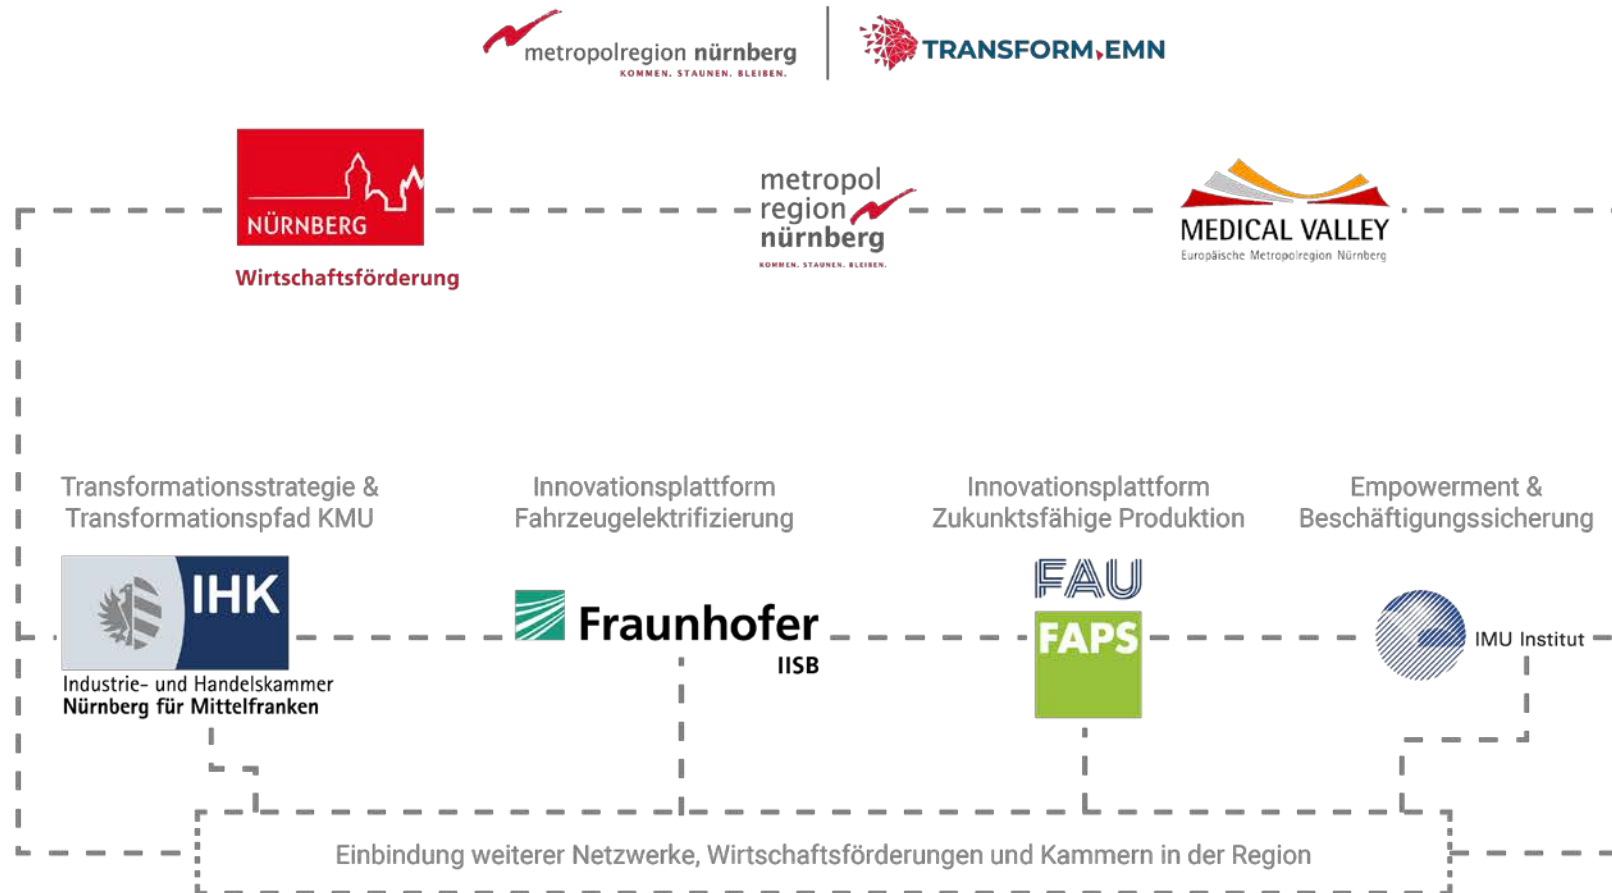 metropolregion nürnberg
KOMMEN. STAUNEN. BLEIBEN.
TRANSFORM.EMN
NÜRNBERG
Wirtschaftsförderung
metropol
region
nürnberg
KOMMEN. STAUNEN. BLEIBEN.
MEDICAL VALLEY
Europäische Metropolregion Nürnberg
Transformationsstrategie &
Transformationspfad KMU
Innovationsplattform
Fahrzeugelektrifizierung
Innovationsplattform
Zukunktsfähige Produktion
Empowerment &
Beschäftigungssicherung
IHK
Industrie- und Handelskammer
Nürnberg für Mittelfranken
Fraunhofer
IISB
FAU
FAPS
IMU Institut
Einbindung weiterer Netzwerke, Wirtschaftsförderungen und Kammern in der Region